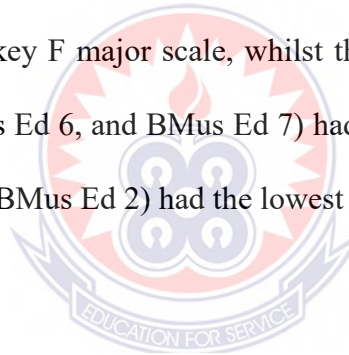 key F major scale, whilst th
s Ed 6, and BMus Ed 7) had
BMus Ed 2) had the lowest
EDUCATION FOR SERVICE